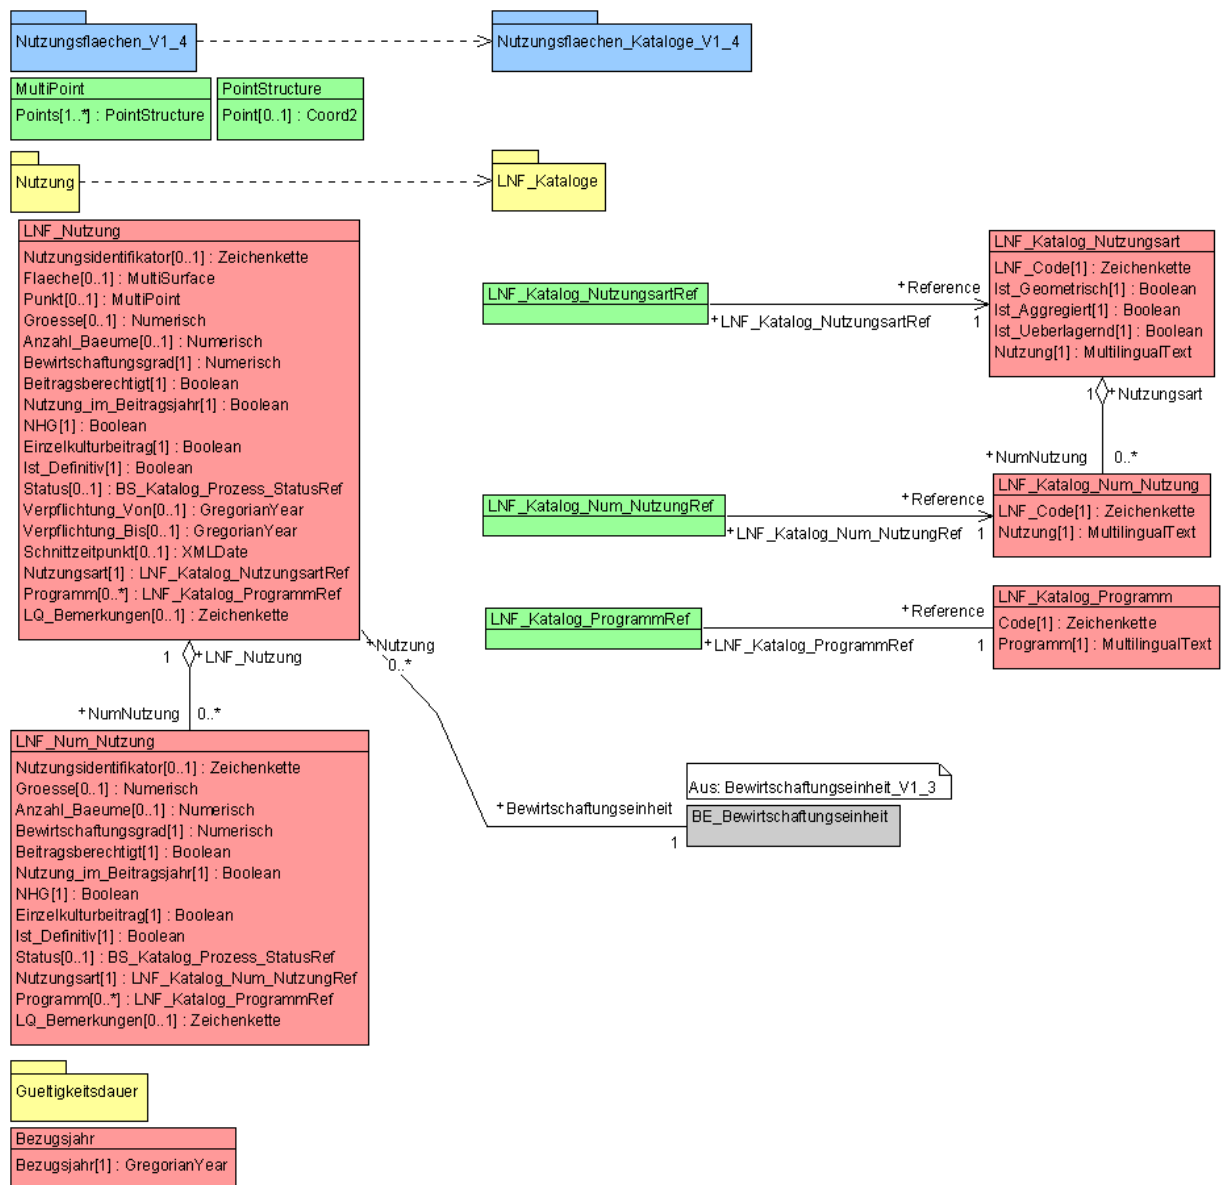 Nutzungsflaechen_V1_4
Nutzungsflaechen_Kataloge_V1_4
MultiPoint
Points[1..*] : PointStructure
PointStructure
Point[0..1] : Coord2
Nutzung
LNF_Kataloge
LNF_Nutzung
Nutzungsidentifikator[0..1] : Zeichenkette
Flaeche[0..1] : MultiSurface
Punkt[0..1] : MultiPoint
Groesse[0..1] : Numerisch
Anzahl_Baeume[0..1] : Numerisch
Bewirtschaftungsgrad[1] : Numerisch
Beitragsberechtigt[1] : Boolean
Nutzung_im_Beitragsjahr[1] : Boolean
NHG[1] : Boolean
Einzelkulturbeitrag[1] : Boolean
Ist_Definitiv[1] : Boolean
Status[0..1] : BS_Katalog_Prozess_StatusRef
Verpflichtung_Von[0..1] : GregorianYear
Verpflichtung_Bis[0..1] : GregorianYear
Schnittzeitpunkt[0..1] : XMLDate
Nutzungsart[1] : LNF_Katalog_NutzungsartRef
Programm[0..*] : LNF_Katalog_ProgrammRef
LQ_Bemerkungen[0..1] : Zeichenkette
LNF_Katalog_NutzungsartRef
+Reference
+LNF_Katalog_NutzungsartRef
1
LNF_Katalog_Nutzungsart
LNF_Code[1] : Zeichenkette
Ist_Geometrisch[1] : Boolean
Ist_Aggregiert[1] : Boolean
Ist_Ueberlagernd[1] : Boolean
Nutzung[1] : MultilingualText
1
+Nutzungsart
+NumNutzung
0..*
LNF_Katalog_Num_NutzungRef
+Reference
+LNF_Katalog_Num_NutzungRef
1
LNF_Katalog_Num_Nutzung
LNF_Code[1] : Zeichenkette
Nutzung[1] : MultilingualText
LNF_Katalog_ProgrammRef
+Reference
+LNF_Katalog_ProgrammRef
1
LNF_Katalog_Programm
Code[1] : Zeichenkette
Programm[1] : MultilingualText
1
+LNF_Nutzung
+Nutzung
0..*
+NumNutzung
0..*
LNF_Num_Nutzung
Nutzungsidentifikator[0..1] : Zeichenkette
Groesse[0..1] : Numerisch
Anzahl_Baeume[0..1] : Numerisch
Bewirtschaftungsgrad[1] : Numerisch
Beitragsberechtigt[1] : Boolean
Nutzung_im_Beitragsjahr[1] : Boolean
NHG[1] : Boolean
Einzelkulturbeitrag[1] : Boolean
Ist_Definitiv[1] : Boolean
Status[0..1] : BS_Katalog_Prozess_StatusRef
Nutzungsart[1] : LNF_Katalog_Num_NutzungRef
Programm[0..*] : LNF_Katalog_ProgrammRef
LQ_Bemerkungen[0..1] : Zeichenkette
+Bewirtschaftungseinheit
1
Aus: Bewirtschaftungseinheit_V1_3
BE_Bewirtschaftungseinheit
Gueltigkeitsdauer
Bezugsjahr
Bezugsjahr[1] : GregorianYear